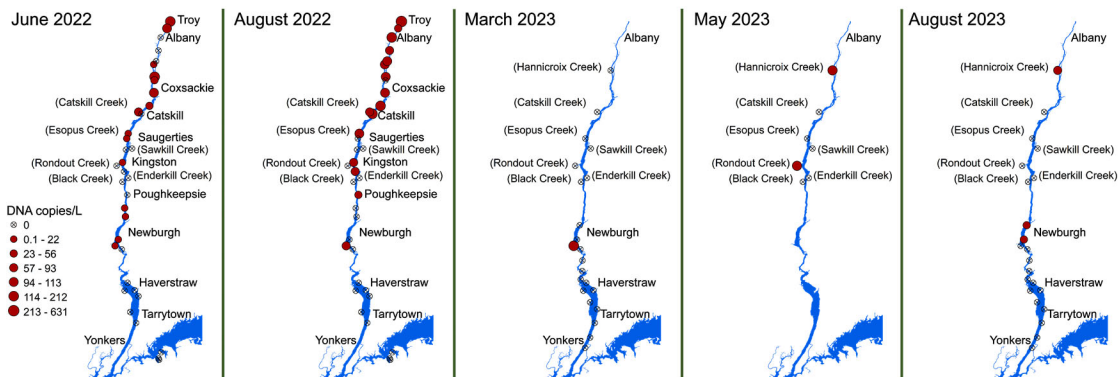 June 2022
Troy
Albany
Coxsackie
(Catskill Creek)
Catskill
(Esopus Creek)
Saugerties
(Sawkill Creek)
(Rondout Creek)
Kingston
(Enderkill Creek)
(Black Creek)
Poughkeepsie
DNA copies/L
0
0.1 - 22
23 - 56
57 - 93
94 - 113
114 - 212
213 - 631
Newburgh
Haverstraw
Tarrytown
Yonkers
August 2022
Troy
Albany
Coxsackie
(Catskill Creek)
Catskill
(Esopus Creek)
Saugerties
(Sawkill Creek)
(Rondout Creek)
Kingston
(Enderkill Creek)
(Black Creek)
Poughkeepsie
Newburgh
Haverstraw
Tarrytown
Yonkers
March 2023
Albany
(Hannicroix Creek)
(Catskill Creek)
(Esopus Creek)
(Sawkill Creek)
(Rondout Creek)
(Enderkill Creek)
(Black Creek)
Newburgh
Haverstraw
Tarrytown
Yonkers
May 2023
Albany
(Hannicroix Creek)
(Catskill Creek)
(Esopus Creek)
(Sawkill Creek)
(Rondout Creek)
(Enderkill Creek)
(Black Creek)
Newburgh
Haverstraw
Tarrytown
Yonkers
August 2023
Albany
(Hannicroix Creek)
(Catskill Creek)
(Esopus Creek)
(Sawkill Creek)
(Rondout Creek)
(Enderkill Creek)
(Black Creek)
Newburgh
Haverstraw
Tarrytown
Yonkers